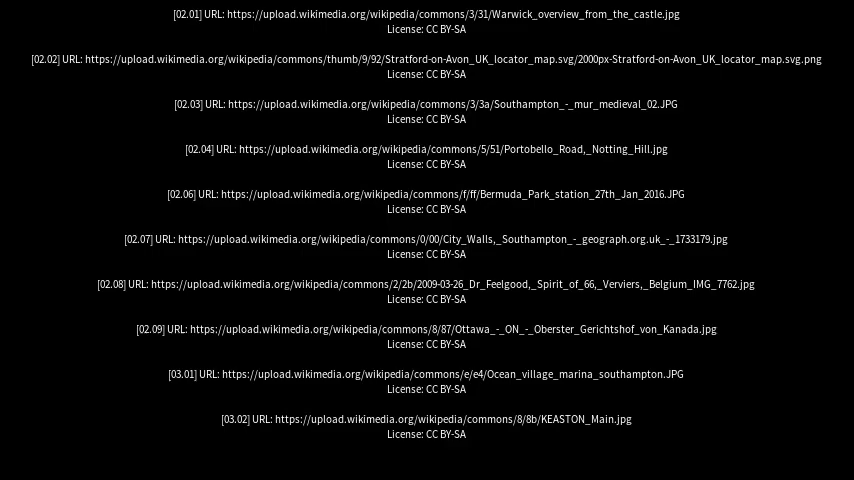 [02.01] URL: https://upload.wikimedia.org/wikipedia/commons/3/31/Warwick_overview_from_the_castle.jpg
License: CC BY-SA
[02.02] URL: https://upload.wikimedia.org/wikipedia/commons/thumb/9/92/Stratford-on-Avon_UK_locator_map.svg/2000px-Stratford-on-Avon_UK_locator_map.svg.png
License: CC BY-SA
[02.03] URL: https://upload.wikimedia.org/wikipedia/commons/3/3a/Southampton_-_mur_medieval_02.JPG
License: CC BY-SA
[02.04] URL: https://upload.wikimedia.org/wikipedia/commons/5/51/Portobello_Road,_Notting_Hill.jpg
License: CC BY-SA
[02.06] URL: https://upload.wikimedia.org/wikipedia/commons/f/ff/Bermuda_Park_station_27th_Jan_2016.JPG
License: CC BY-SA
[02.07] URL: https://upload.wikimedia.org/wikipedia/commons/0/00/City_Walls,_Southampton_-_geograph.org.uk_-_1733179.jpg
License: CC BY-SA
[02.08] URL: https://upload.wikimedia.org/wikipedia/commons/2/2b/2009-03-26_Dr_Feelgood,_Spirit_of_66,_Verviers,_Belgium_IMG_7762.jpg
License: CC BY-SA
[02.09] URL: https://upload.wikimedia.org/wikipedia/commons/8/87/Ottawa_-_ON_-_Oberster_Gerichtshof_von_Kanada.jpg
License: CC BY-SA
[03.01] URL: https://upload.wikimedia.org/wikipedia/commons/e/e4/Ocean_village_marina_southampton.JPG
License: CC BY-SA
[03.02] URL: https://upload.wikimedia.org/wikipedia/commons/8/8b/KEASTON_Main.jpg
License: CC BY-SA